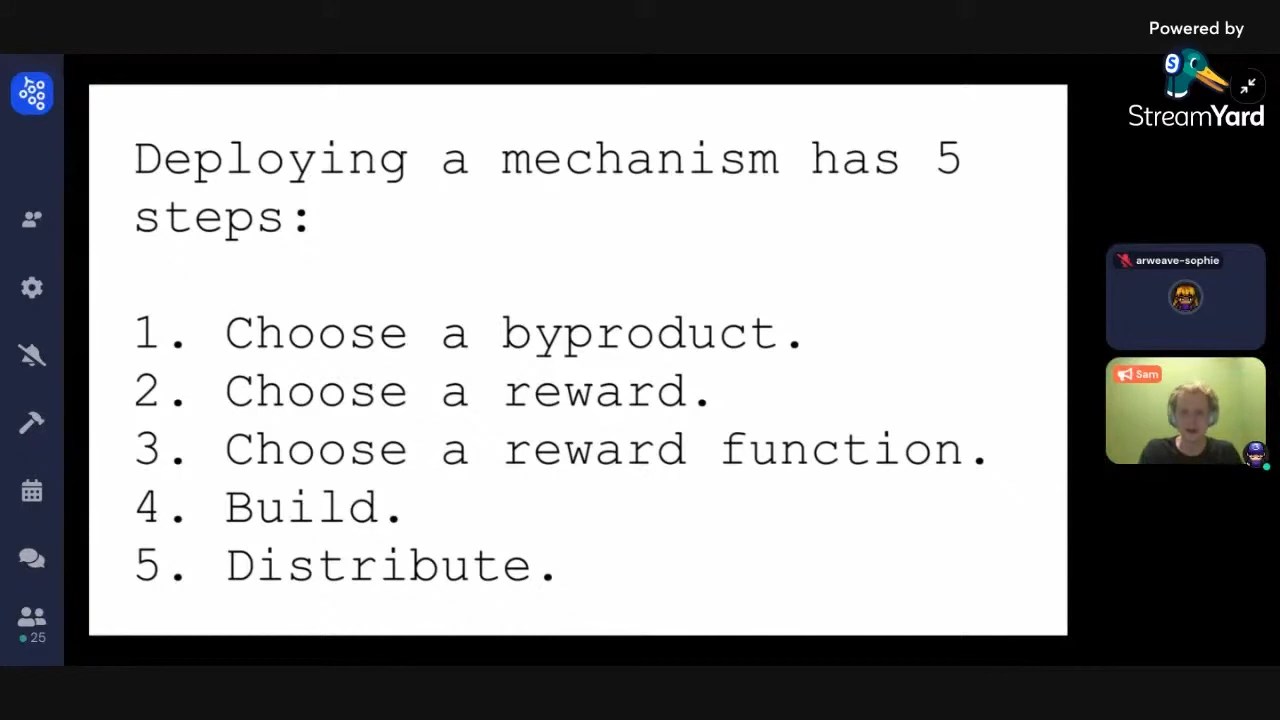 Powered by
StreamYard
Deploying a mechanism has 5
steps:
1. Choose a byproduct.
2. Choose a reward.
3. Choose a reward function.
4. Build.
5. Distribute.
arweave-sophie
Sam
25
S